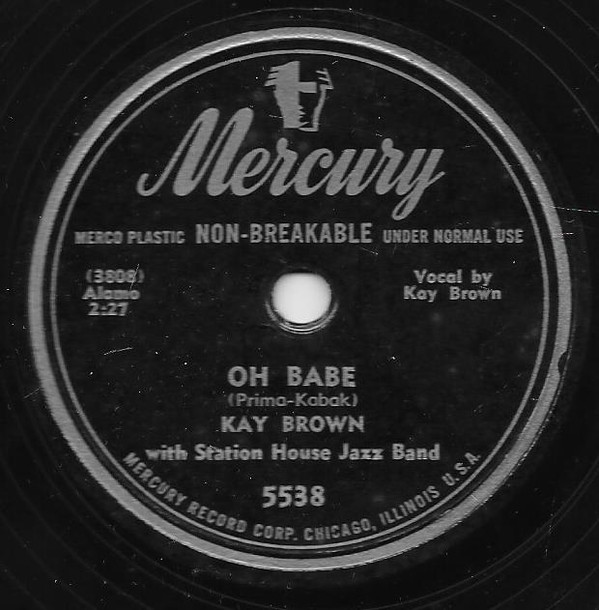 Mercury
MERCO PLASTIC NON-BREAKABLE UNDER NORMAL USE
(3808)
Alamo
2:27
Vocal by
Kay Brown
OH BABE
(Prima-Kabak)
KAY BROWN
with Station House Jazz Band
5538
MERCURY RECORD CORP. CHICAGO, ILLINOIS U.S.A.